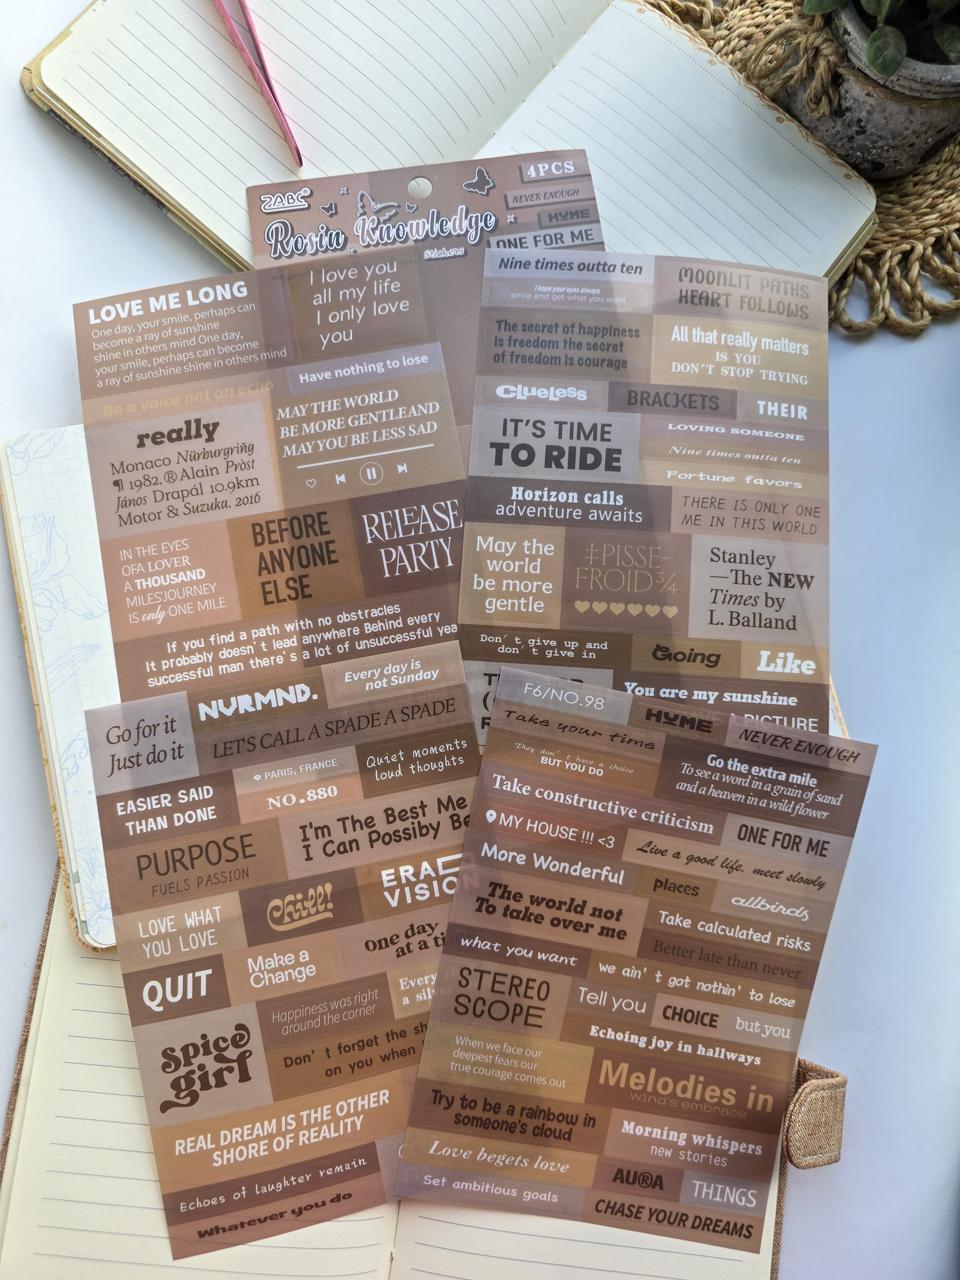 ZABC
4PCS
NEVER ENOUGH
HOME
ONE FOR ME
Rosin Knowledge
Stickers
LOVE ME LONG
One day, your smile, perhaps can
become a ray of sunshine
shine in others mind One day,
your smile, perhaps can become
a ray of sunshine shine in others mind
I love you
all my life
I only love
you
Have nothing to lose
Be a voice not an echo
really
Monaco Nürburgring
¶ 1982,® Alain Pròst
János Drapál 10.9km
Motor & Suzuka, 2016
MAY THE WORLD
BE MORE GENTLE AND
MAY YOU BE LESS SAD
IN THE EYES
OF A LOVER
A THOUSAND
MILES'JOURNEY
IS only ONE MILE
BEFORE
ANYONE
ELSE
RELEASE
PARTY
If you find a path with no obstacles
It probably doesn't lead anywhere Behind every
successful man there's a lot of unsuccessful yea
Nine times outta ten
I hope your eyes always
smile and get what you want
MOONLIT PATHS
HEART FOLLOWS
The secret of happiness
is freedom the secret
of freedom is courage
All that really matters
IS YOU
DON'T STOP TRYING
Clueless
BRACKETS
THEIR
IT'S TIME
TO RIDE
LOVING SOMEONE
Nine times outta ten
Fortune favors
Horizon calls
adventure awaits
THERE IS ONLY ONE
ME IN THIS WORLD
May the
world
be more
gentle
‡PISSE-
FROID¾
Stanley
—The NEW
Times by
L. Balland
Don't give up and
don't give in
Going
Like
You are my sunshine
PICTURE
Go for it
Just do it
NVRMND.
Every day is
not Sunday
LET'S CALL A SPADE A SPADE
EASIER SAID
THAN DONE
PARIS, FRANCE
NO.880
Quiet moments
loud thoughts
PURPOSE
FUELS PASSION
I'm The Best Me
I Can Possiby Be
LOVE WHAT
YOU LOVE
Chill!
ERA
VISIO
QUIT
Make a
Change
One day
at a ti
Every
a sil
spice
girl
Happiness was right
around the corner
Don't forget the sh
on you when
REAL DREAM IS THE OTHER
SHORE OF REALITY
Echoes of laughter remain
Whatever you do
F6/NO.98
Take your time
HOME
NEVER ENOUGH
"they don't have a choice
BUT YOU DO
Go the extra mile
To see a word in a grain of sand
and a heaven in a wild flower
Take constructive criticism
ONE FOR ME
MY HOUSE !!! <3
Live a good life, meet slowly
More Wonderful
places
allbirds
The world not
To take over me
Take calculated risks
Better late than never
what you want
we ain't got nothin' to lose
STEREO
SCOPE
Tell you
CHOICE
but you
Echoing joy in hallways
When we face our
deepest fears our
true courage comes out
Melodies in
wind's embrace
Try to be a rainbow in
someone's cloud
Morning whispers
new stories
Love begets love
AU®A
THINGS
Set ambitious goals
CHASE YOUR DREAMS